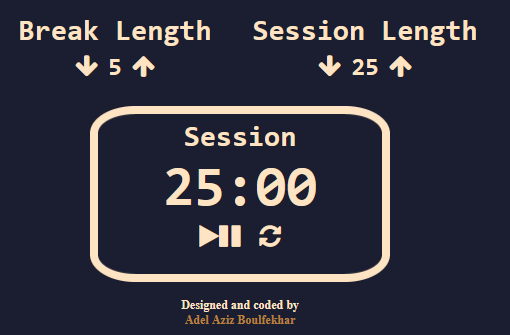 Break Length
Session Length
5
25
Session
25:00
Designed and coded by
Adel Aziz Boulfekhar